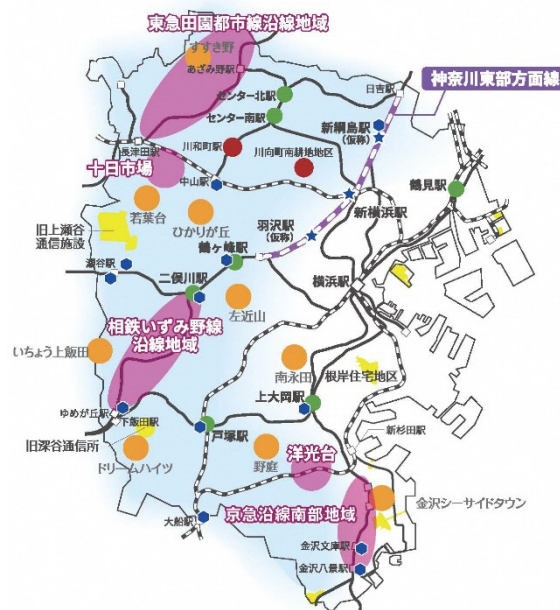 東急田園都市線沿線地域
すすき野
あざみ野駅
日吉駅
神奈川東部方面線
センター北駅
センター南駅
新綱島駅
(仮称)
長津田駅
川和町駅
川向町南耕地地区
十日市場
中山駅
鶴見駅
若葉台
ひかりが丘
羽沢駅
(仮称)
新横浜駅
旧上瀬谷
通信施設
鶴ヶ峰駅
瀬谷駅
二俣川駅
横浜駅
左近山
相鉄いずみ野線
沿線地域
いちょう上飯田
南永田
根岸住宅地区
ゆめが丘駅
下飯田駅
上大岡駅
旧深谷通信所
戸塚駅
新杉田駅
ドリームハイツ
野庭
洋光台
金沢シーサイドタウン
大船駅
京急沿線南部地域
金沢文庫駅
金沢八景駅